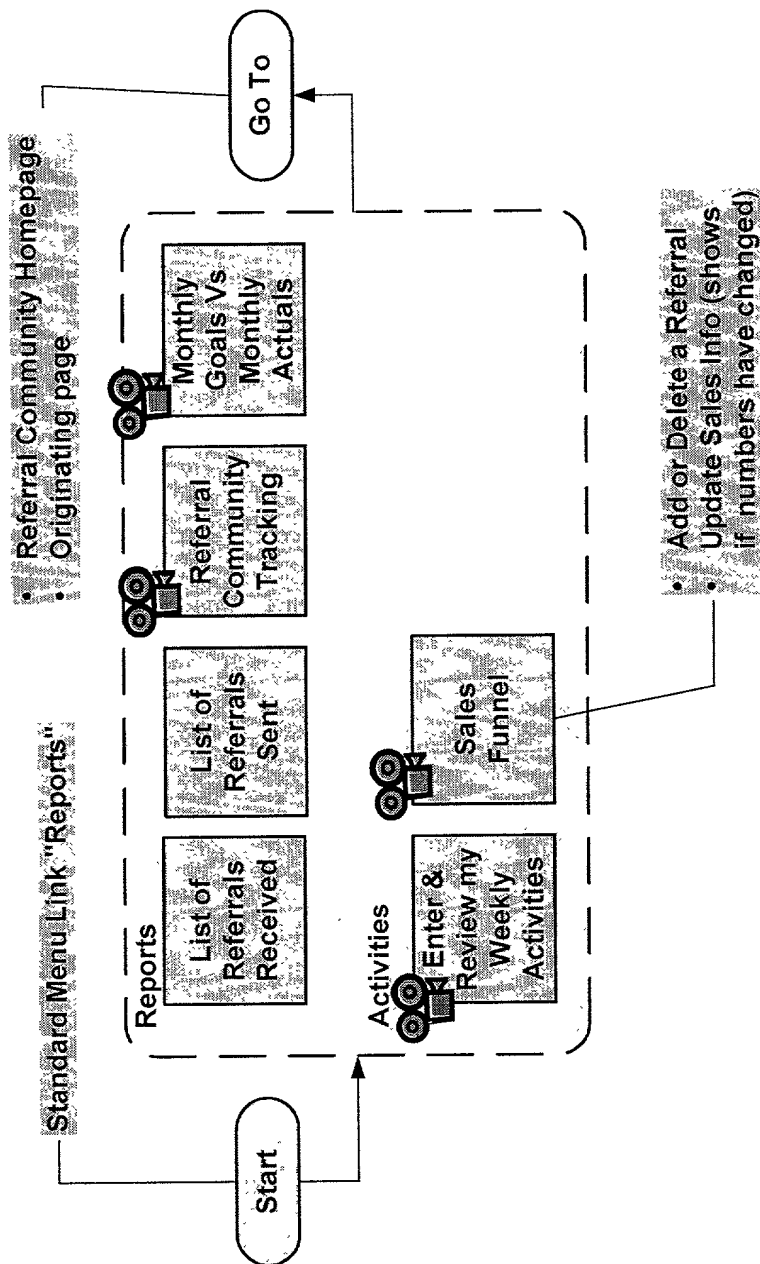 Standard Menu Link "Reports"
• Referral Community Homepage
• Originating page
Start
Go To
Reports
List of
Referrals
Received
List of
Referrals
Sent
Referral
Community
Tracking
Monthly
Goals Vs
Monthly
Actuals
Activities
Enter &
Review my
Weekly
Activities
Sales
Funnel
• Add or Delete a Referral
• Update Sales Info (shows
if numbers have changed)